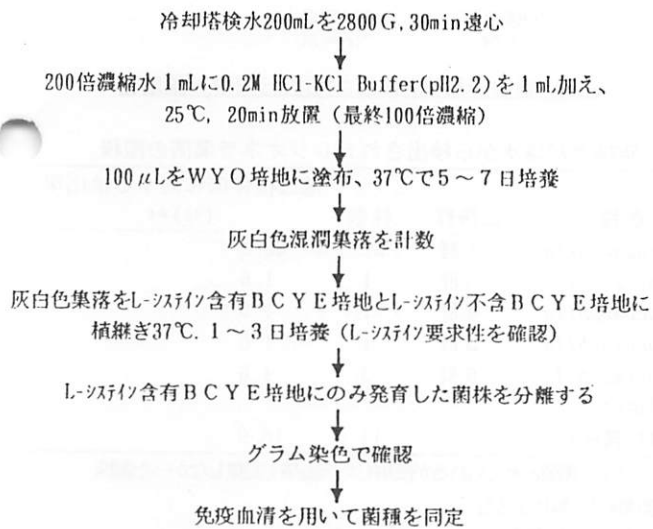 冷却塔検水200mLを2800G,30min遠心
200倍濃縮水1mLに0.2M HCl-KCl Buffer(pH2.2)を1mL加え、
25℃, 20min放置（最終100倍濃縮）
100μLをWYO培地に塗布、37℃で5～7日培養
灰白色湿潤集落を計数
灰白色集落をL-システイン含有BCYE培地とL-システイン不含BCYE培地に
植継ぎ37℃. 1～3日培養（L-システイン要求性を確認）
L-システイン含有BCYE培地にのみ発育した菌株を分離する
グラム染色で確認
免疫血清を用いて菌種を同定